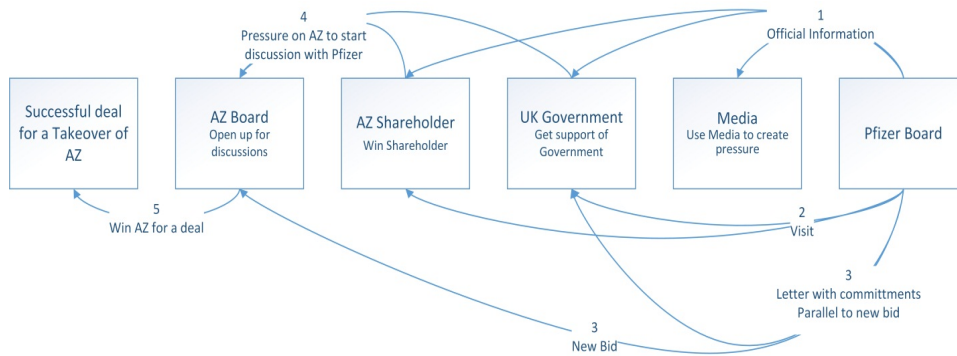 4
Pressure on AZ to start
discussion with Pfizer
1
Official Information
Successful deal
for a Takeover of
AZ
AZ Board
Open up for
discussions
AZ Shareholder
Win Shareholder
UK Government
Get support of
Government
Media
Use Media to create
pressure
Pfizer Board
5
Win AZ for a deal
2
Visit
3
Letter with committments
Parallel to new bid
3
New Bid